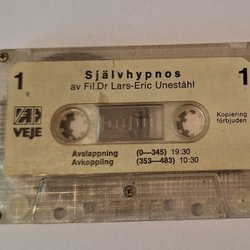 1 Självhypnos 1
av Fil.Dr Lars-Eric Uneståhl
VEJE
Kopiering
förbjuden
Avslappning (0—345) 19:30
Avkoppling (353—483) 10:30